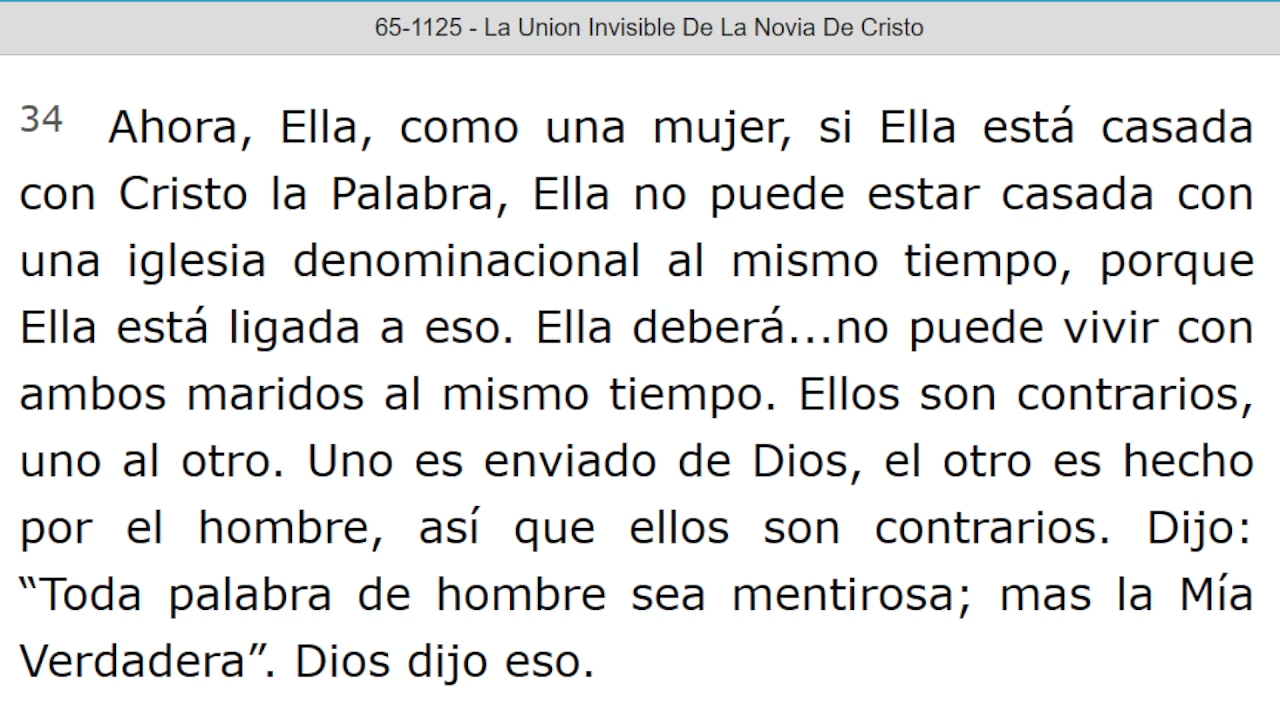 65-1125 - La Union Invisible De La Novia De Cristo
34 Ahora, Ella, como una mujer, si Ella está casada
con Cristo la Palabra, Ella no puede estar casada con
una iglesia denominacional al mismo tiempo, porque
Ella está ligada a eso. Ella deberá...no puede vivir con
ambos maridos al mismo tiempo. Ellos son contrarios,
uno al otro. Uno es enviado de Dios, el otro es hecho
por el hombre, así que ellos son contrarios. Dijo:
“Toda palabra de hombre sea mentirosa; mas la Mía
Verdadera”. Dios dijo eso.